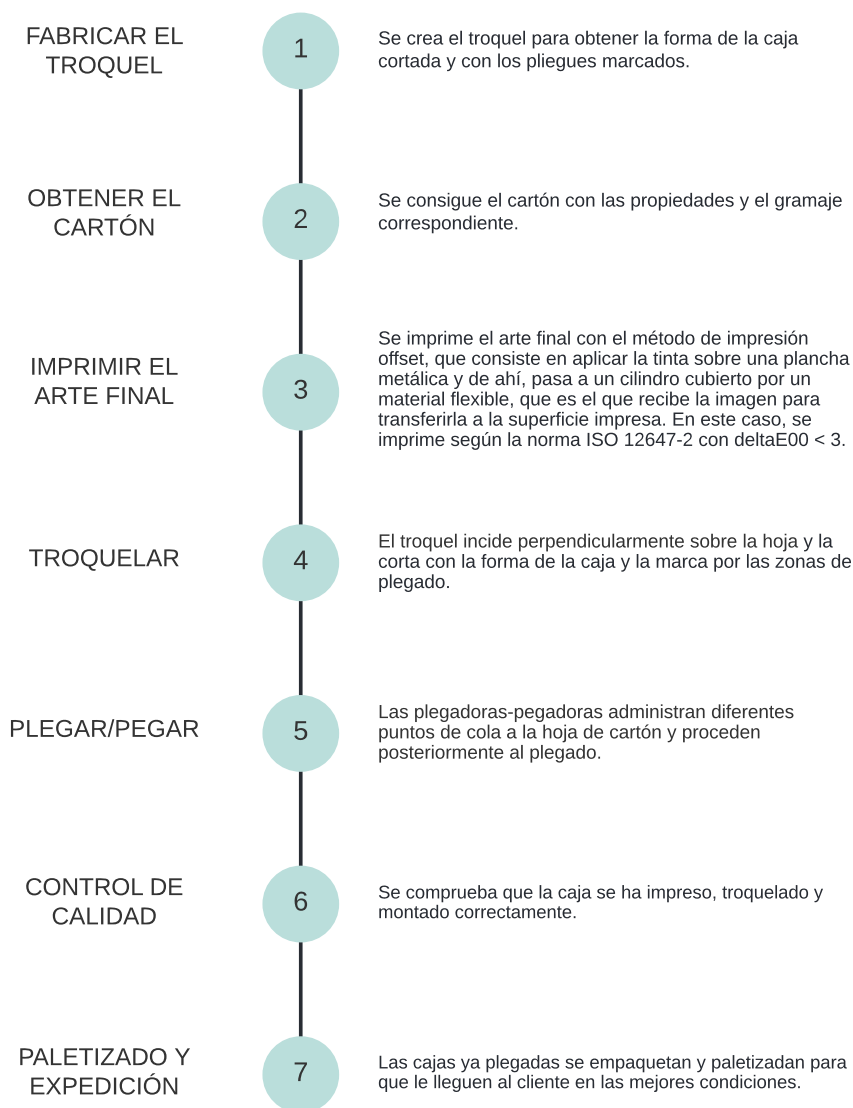 FABRICAR EL
TROQUEL
1
Se crea el troquel para obtener la forma de la caja
cortada y con los pliegues marcados.
OBTENER EL
CARTÓN
2
Se consigue el cartón con las propiedades y el gramaje
correspondiente.
IMPRIMIR EL
ARTE FINAL
3
Se imprime el arte final con el método de impresión
offset, que consiste en aplicar la tinta sobre una plancha
metálica y de ahí, pasa a un cilindro cubierto por un
material flexible, que es el que recibe la imagen para
transferirla a la superficie impresa. En este caso, se
imprime según la norma ISO 12647-2 con deltaE00 < 3.
TROQUELAR
4
El troquel incide perpendicularmente sobre la hoja y la
corta con la forma de la caja y la marca por las zonas de
plegado.
PLEGAR/PEGAR
5
Las plegadoras-pegadoras administran diferentes
puntos de cola a la hoja de cartón y proceden
posteriormente al plegado.
CONTROL DE
CALIDAD
6
Se comprueba que la caja se ha impreso, troquelado y
montado correctamente.
PALETIZADO Y
EXPEDICIÓN
7
Las cajas ya plegadas se empaquetan y paletizadan para
que le lleguen al cliente en las mejores condiciones.